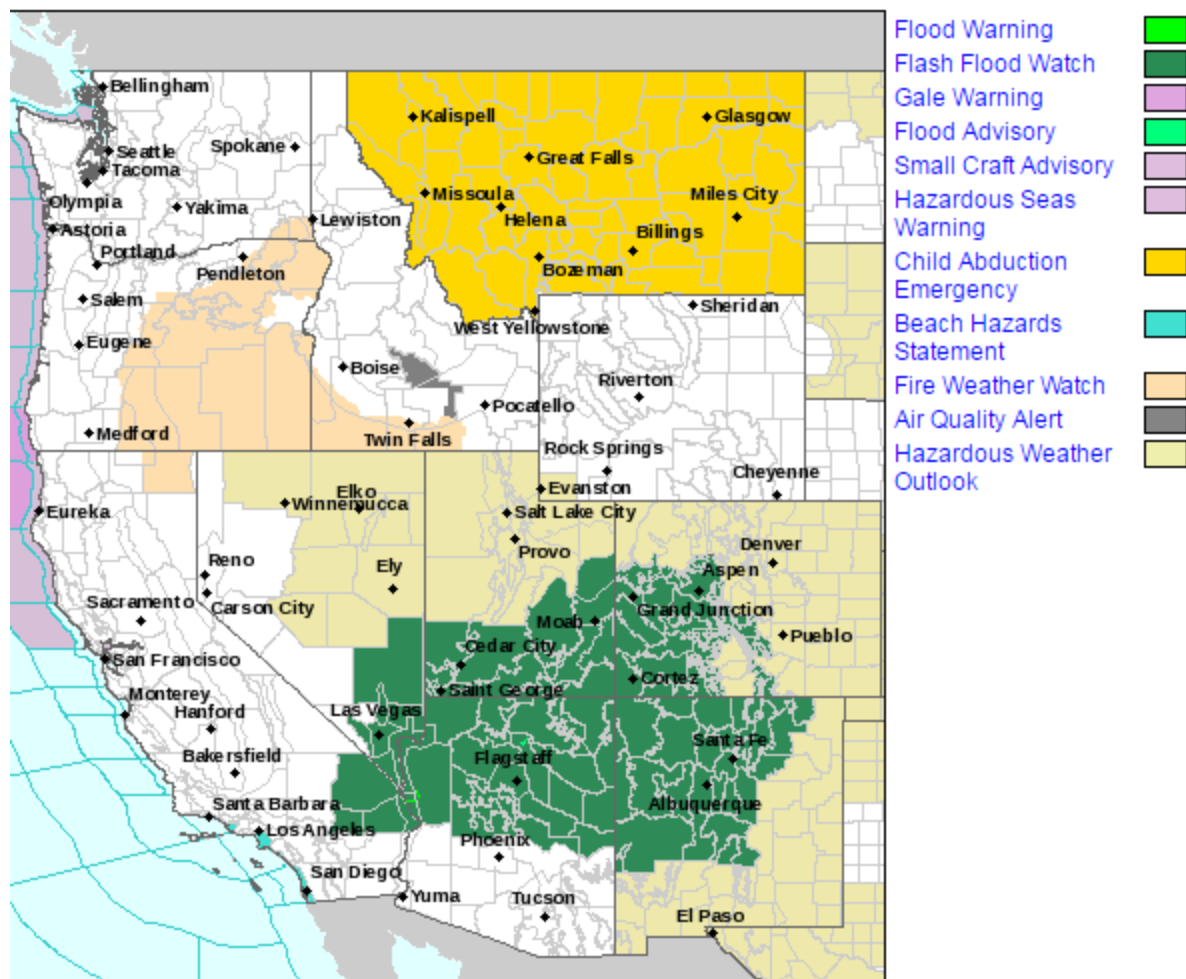 Bellingham
Kalispell
Glasgow
Seattle
Spokane
Great Falls
Tacoma
Missoula
Miles City
Olympia
Yakima
Lewiston
Helena
Astoria
Billings
Portland
Pendleton
Bozeman
Salem
Sheridan
West Yellowstone
Eugene
Boise
Riverton
Pocatello
Medford
Twin Falls
Rock Springs
Cheyenne
Evanston
Elko
Winnemucca
Eureka
Salt Lake City
Provo
Denver
Reno
Ely
Aspen
Sacramento
Carson City
Grand Junction
Moab
Pueblo
Cedar City
San Francisco
Cortez
Saint George
Monterey
Hanford
Las Vegas
Santa Fe
Bakersfield
Flagstaff
Santa Barbara
Albuquerque
Los Angeles
Phoenix
San Diego
Yuma
Tucson
El Paso
Flood Warning
Flash Flood Watch
Gale Warning
Flood Advisory
Small Craft Advisory
Hazardous Seas
Warning
Child Abduction
Emergency
Beach Hazards
Statement
Fire Weather Watch
Air Quality Alert
Hazardous Weather
Outlook